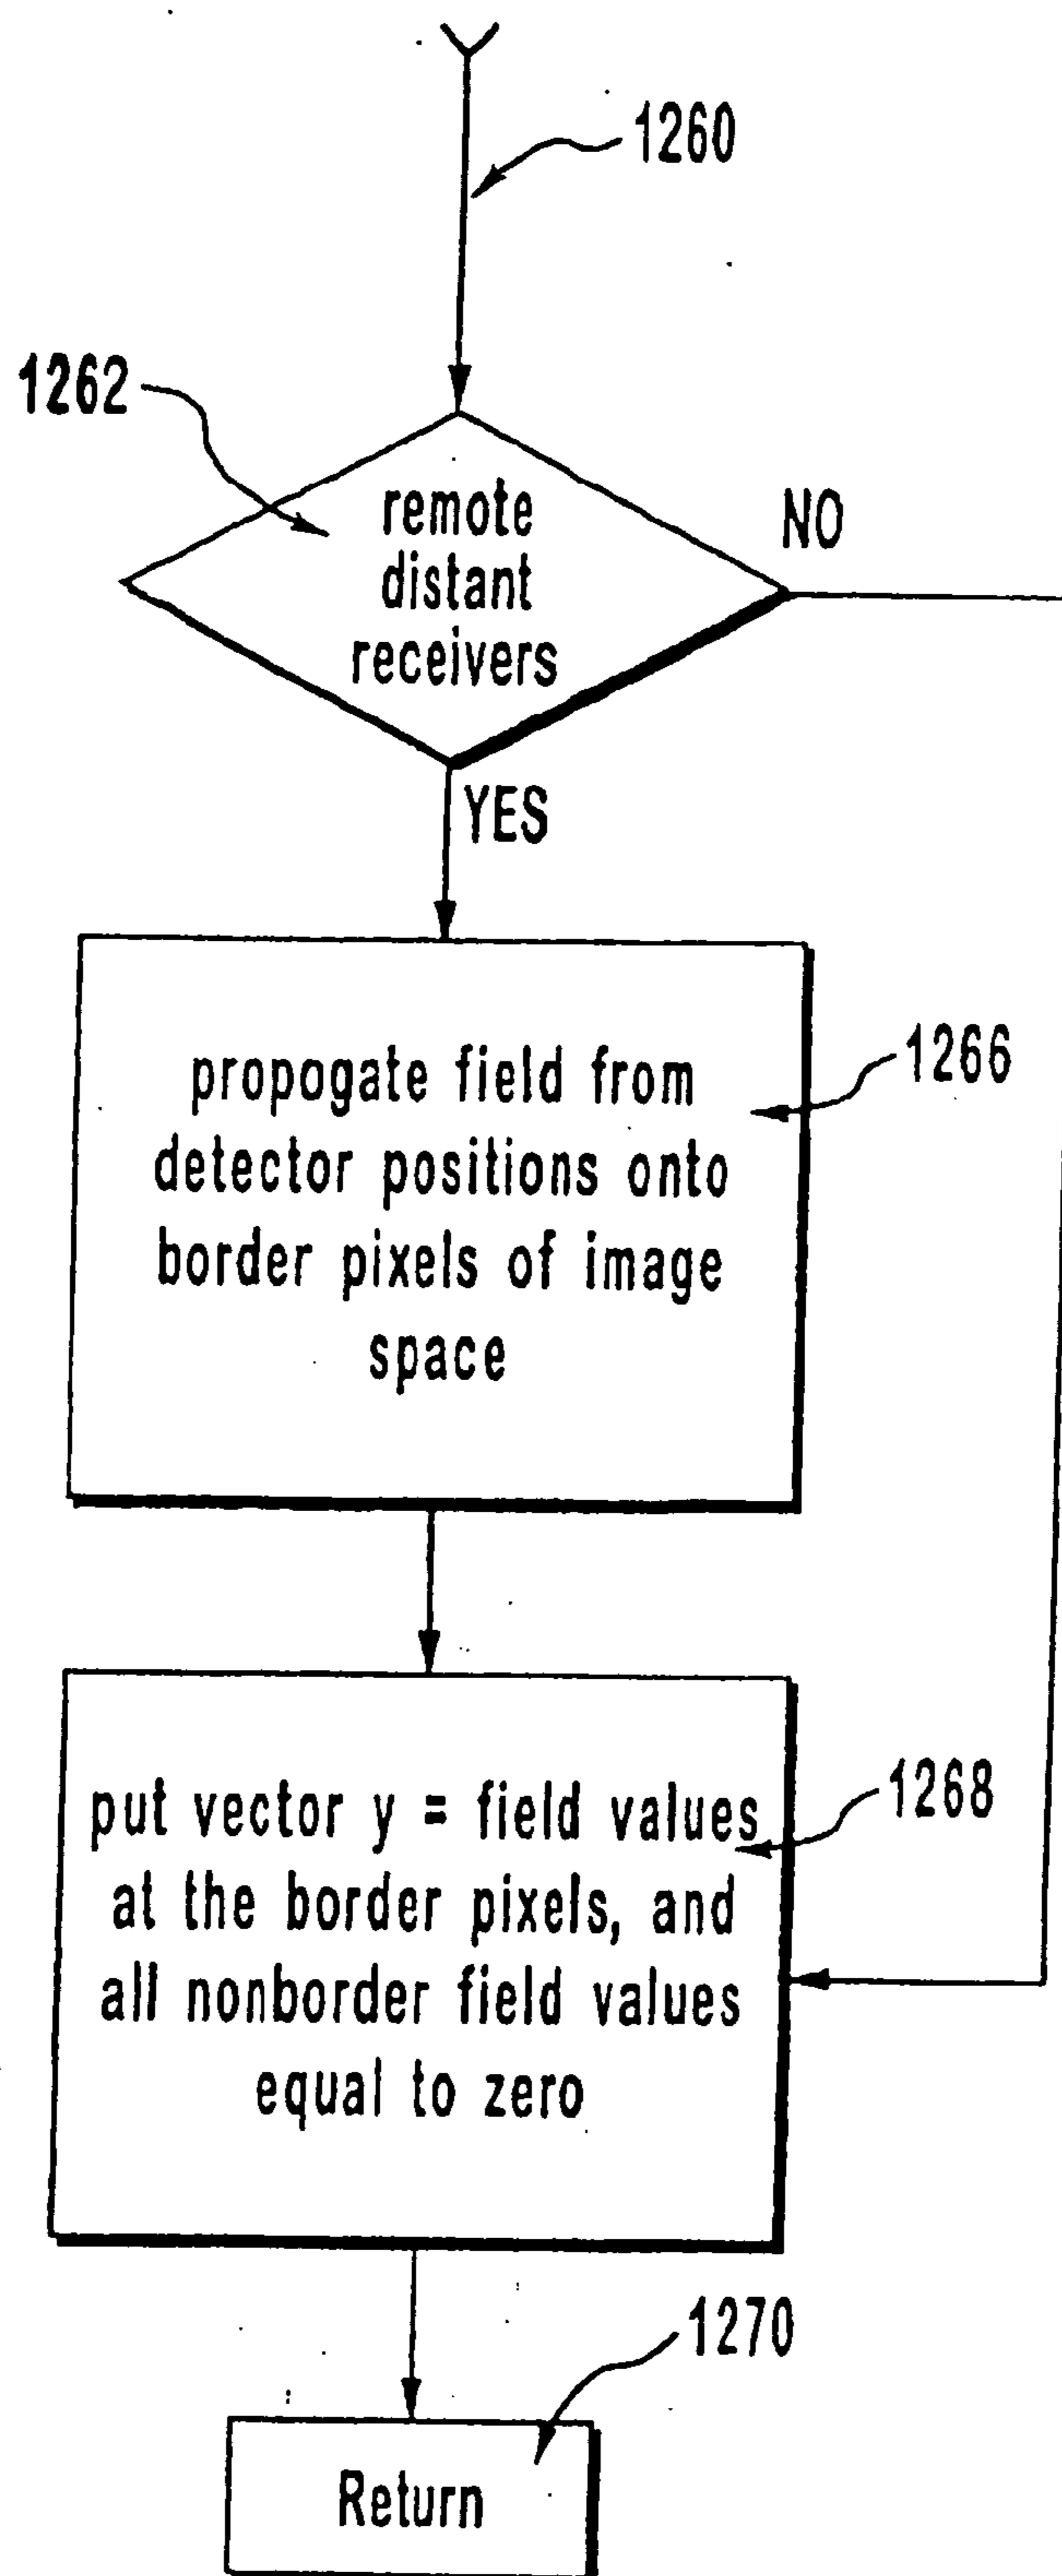 1260
1262
remote
distant
receivers
NO
YES
propogate field from
detector positions onto
border pixels of image
space
1266
put vector y = field values
at the border pixels, and
all nonborder field values
equal to zero
1268
1270
Return